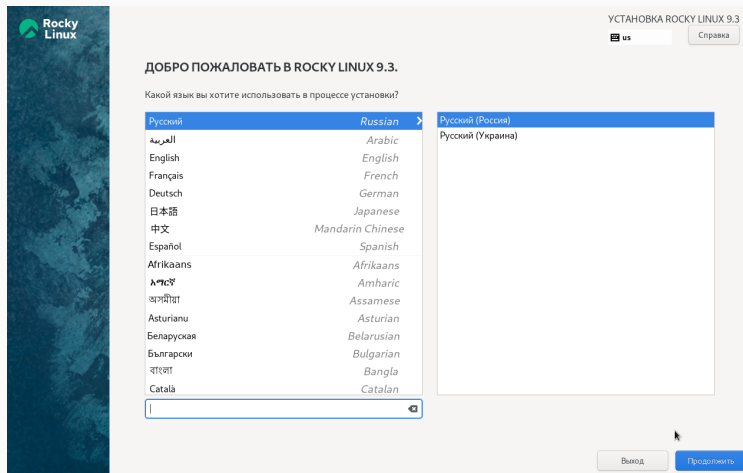 Rocky
Linux
УСТАНОВКА ROCKY LINUX 9.3
us
Справка
ДОБРО ПОЖАЛОВАТЬ В ROCKY LINUX 9.3.
Какой язык вы хотите использовать в процессе установки?
Русский Russian
العربية Arabic
English English
Français French
Deutsch German
日本語 Japanese
中文 Mandarin Chinese
Español Spanish
Afrikaans Afrikaans
አማርኛ Amharic
অসমীয়া Assamese
Asturianu Asturian
Беларуская Belarusian
Български Bulgarian
বাংলা Bangla
Català Catalan
Русский (Россия)
Русский (Украина)
Выход
Продолжить